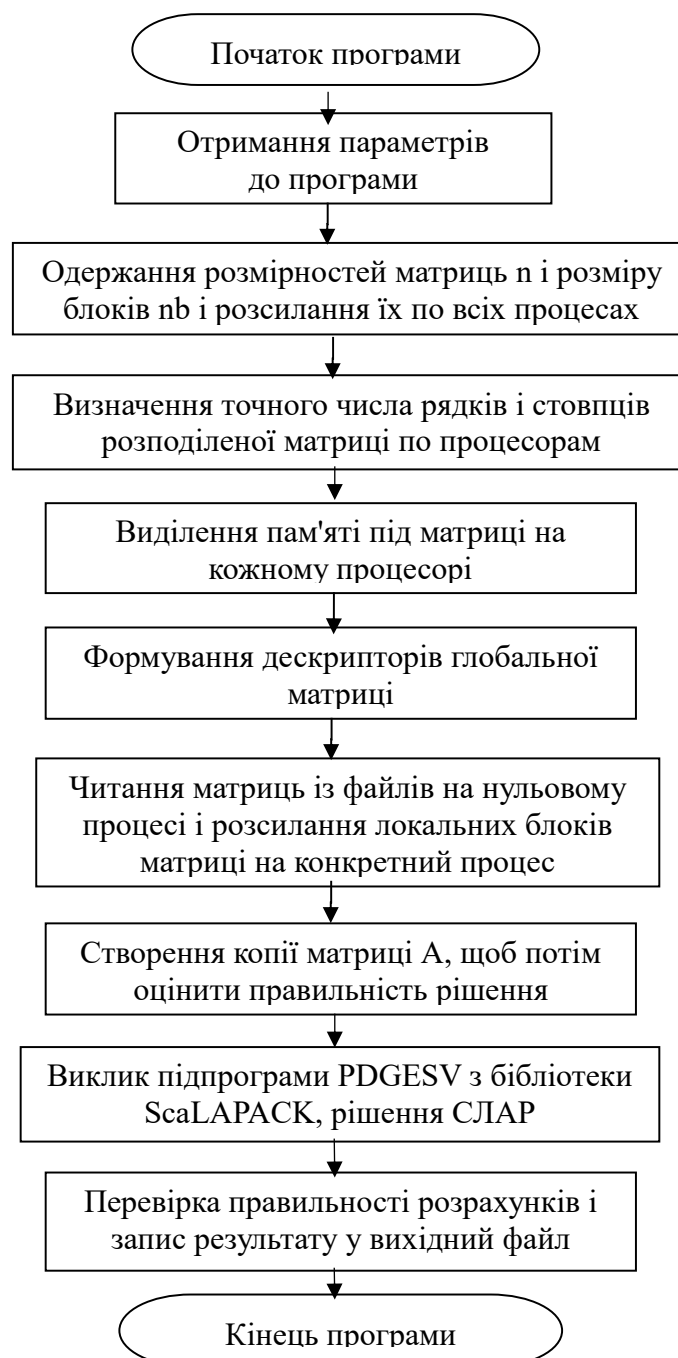 Початок програми
Отримання параметрів
до програми
Одержання розмірностей матриць n і розміру
блоків nb і розсилання їх по всіх процесах
Визначення точного числа рядків і стовпців
розподіленої матриці по процесорам
Виділення пам'яті під матриці на
кожному процесорі
Формування дескрипторів глобальної
матриці
Читання матриць із файлів на нульовому
процесі і розсилання локальних блоків
матриці на конкретний процес
Створення копії матриці А, щоб потім
оцінити правильність рішення
Виклик підпрограми PDGESV з бібліотеки
ScaLAPACK, рішення СЛАР
Перевірка правильності розрахунків і
запис результату у вихідний файл
Кінець програми